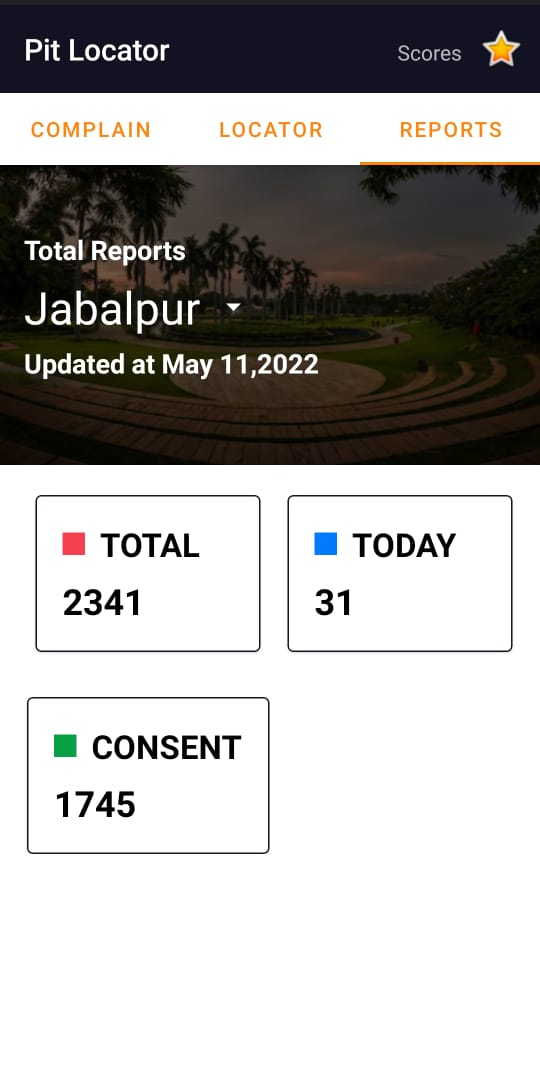 Pit Locator
Scores
COMPLAIN LOCATOR REPORTS
Total Reports
Jabalpur
Updated at May 11,2022
TOTAL
2341
TODAY
31
CONSENT
1745